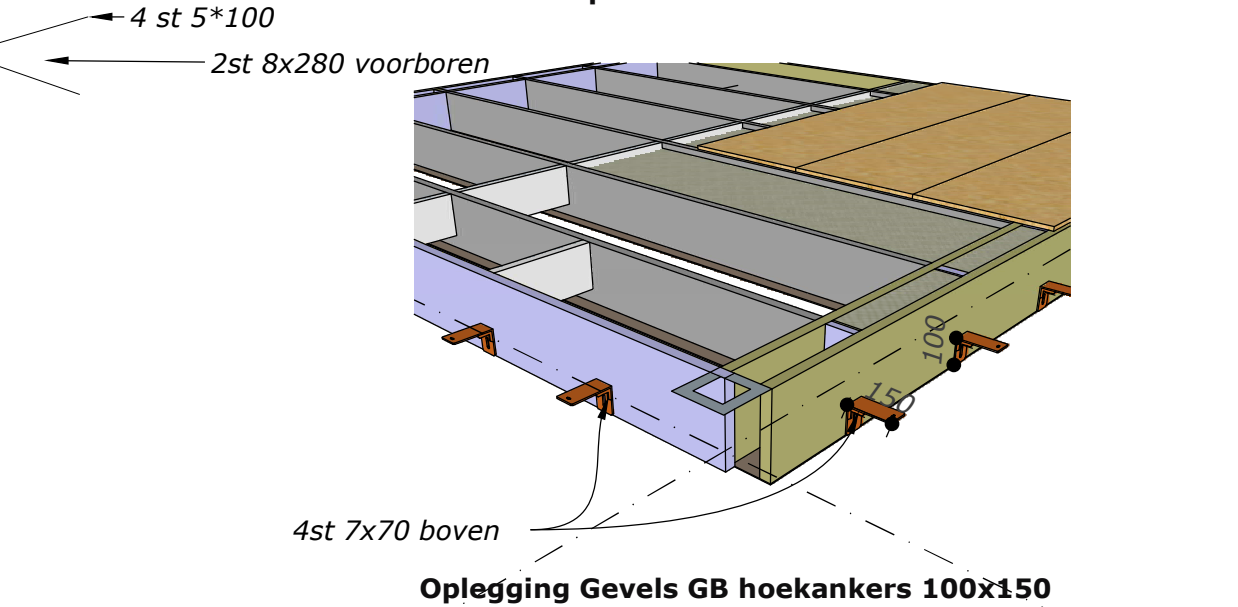 4 st 5*100
2st 8x280 voorboren
100
150
4st 7x70 boven
Oplegging Gevels GB hoekankers 100x150